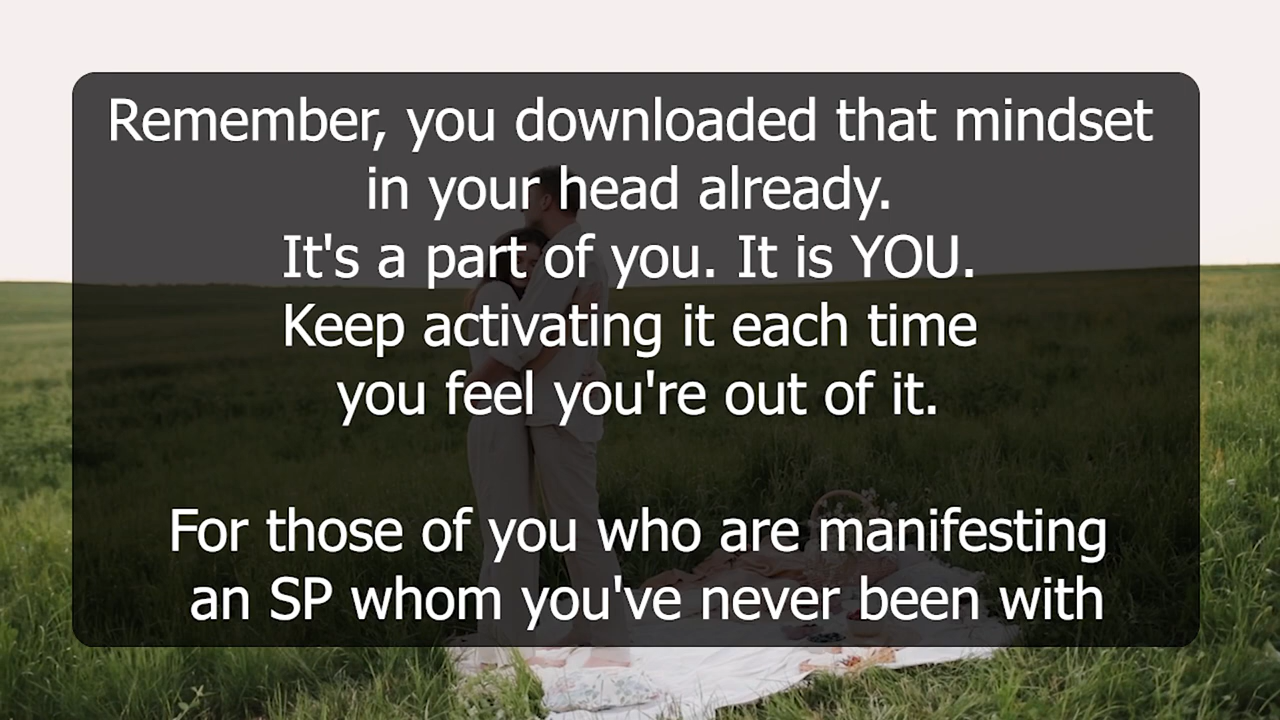 Remember, you downloaded that mindset
in your head already.
It's a part of you. It is YOU.
Keep activating it each time
you feel you're out of it.
For those of you who are manifesting
an SP whom you've never been with